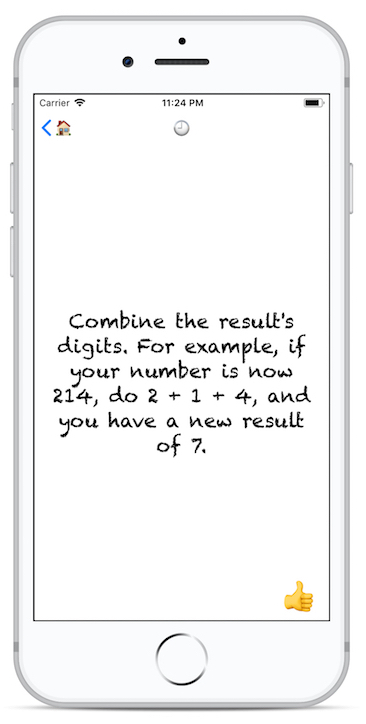 Carrier 11:24 PM
Combine the result's
digits. For example, if
your number is now
214, do 2 + 1 + 4, and
you have a new result
of 7.